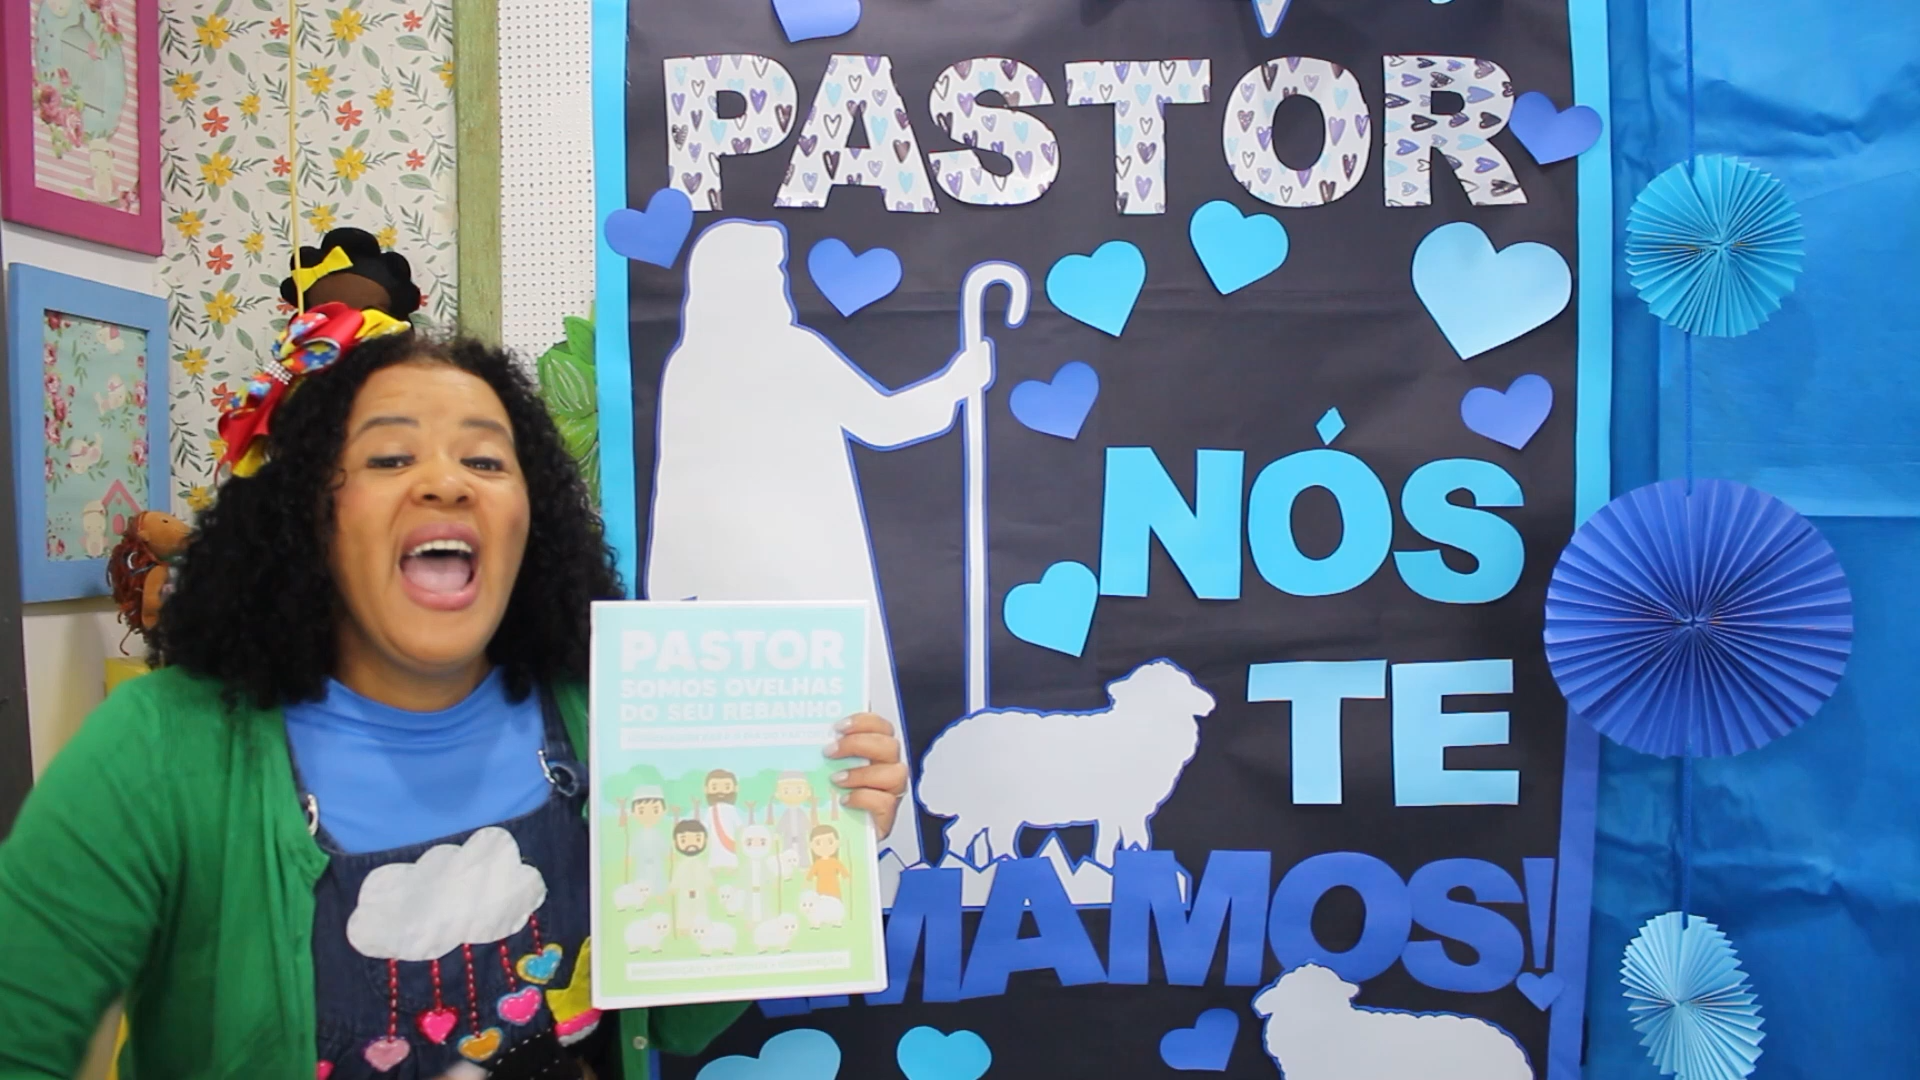 PASTOR
NÓS
TE
AMAMOS!
PASTOR
SOMOS OVELHAS
DO SEU REBANHO